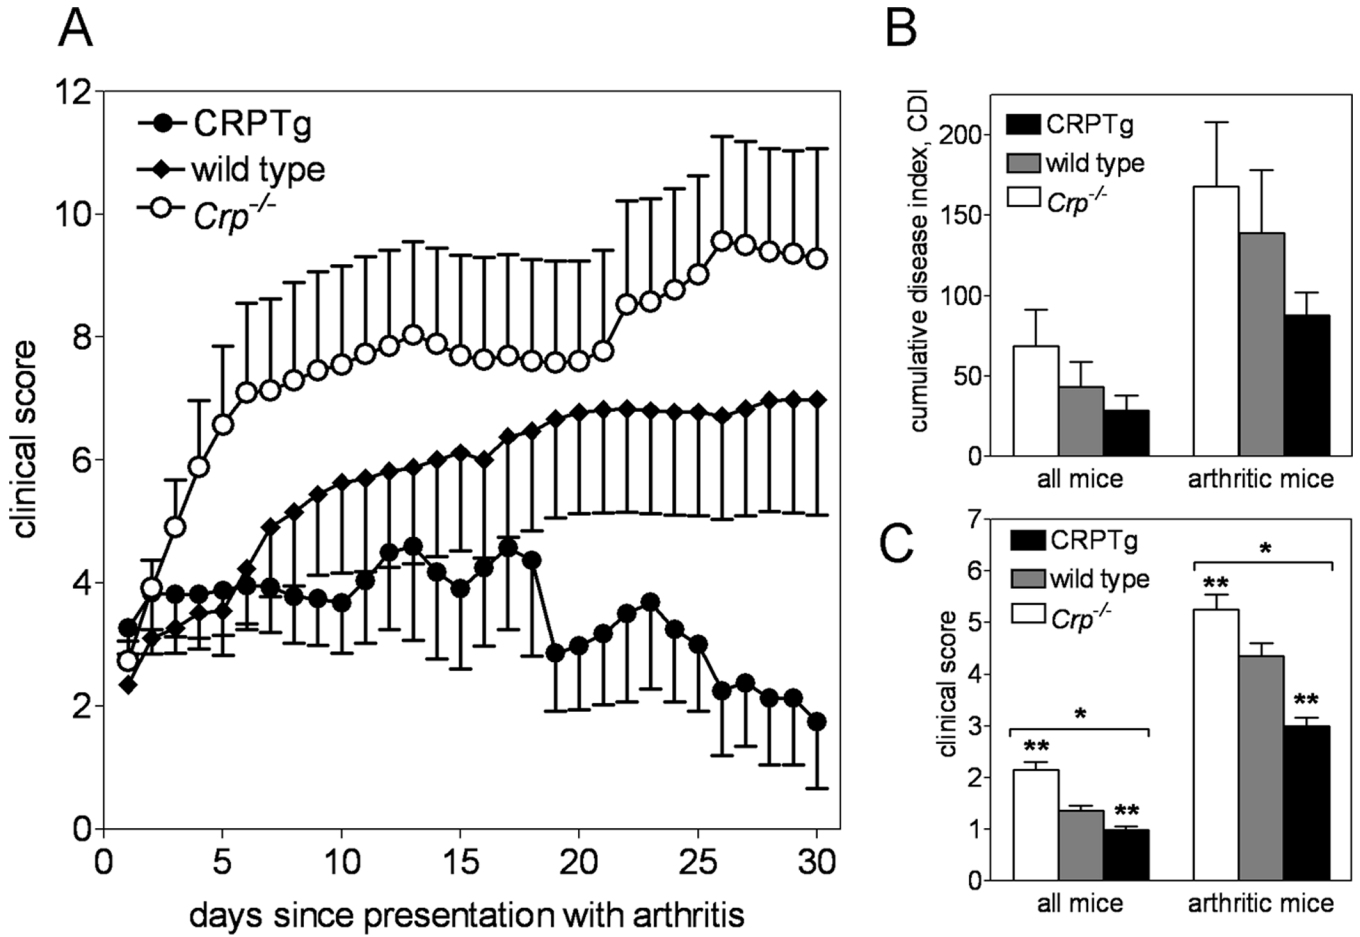 A
12
10
8
6
4
2
0
clinical score
CRPTg
wild type
Crp-/-
0 5 10 15 20 25 30
days since presentation with arthritis
B
cumulative disease index, CDI
200
150
100
50
0
CRPTg
wild type
Crp-/-
all mice arthritic mice
C
clinical score
7
6
5
4
3
2
1
0
CRPTg
wild type
Crp-/-
*
**
**
*
**
**
all mice arthritic mice